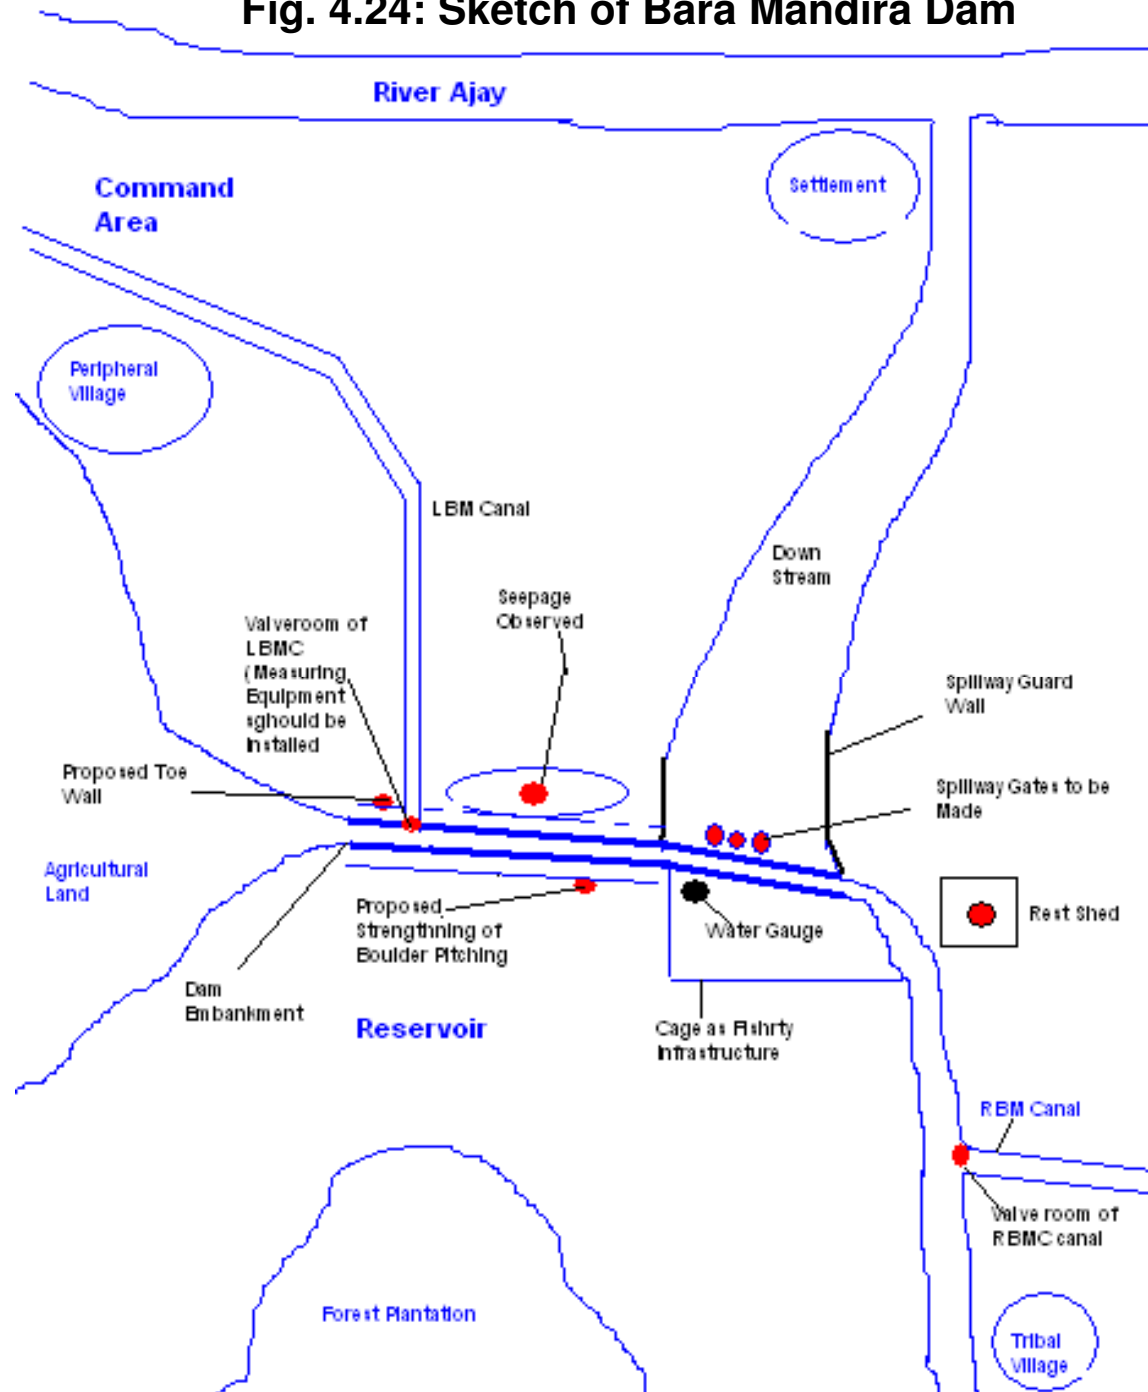 Fig. 4.24: Sketch of Bara Mandira Dam
River Ajay
Command
Area
Settlement
Peripheral
Village
LBM Canal
Down
Stream
Seepage
Observed
Valveroom of
LBMC
(Measuring
Equipment
sghould be
Installed
Spillway Guard
Wall
Proposed Toe
Wall
Spillway Gates to be
Made
Agricultural
Land
Proposed
Strengthning of
Boulder Pitching
Water Gauge
Rest Shed
Dam
Embankment
Reservoir
Cage as Fishrty
Infrastructure
RBM Canal
Valve room of
RBMC canal
Forest Plantation
Tribal
Village